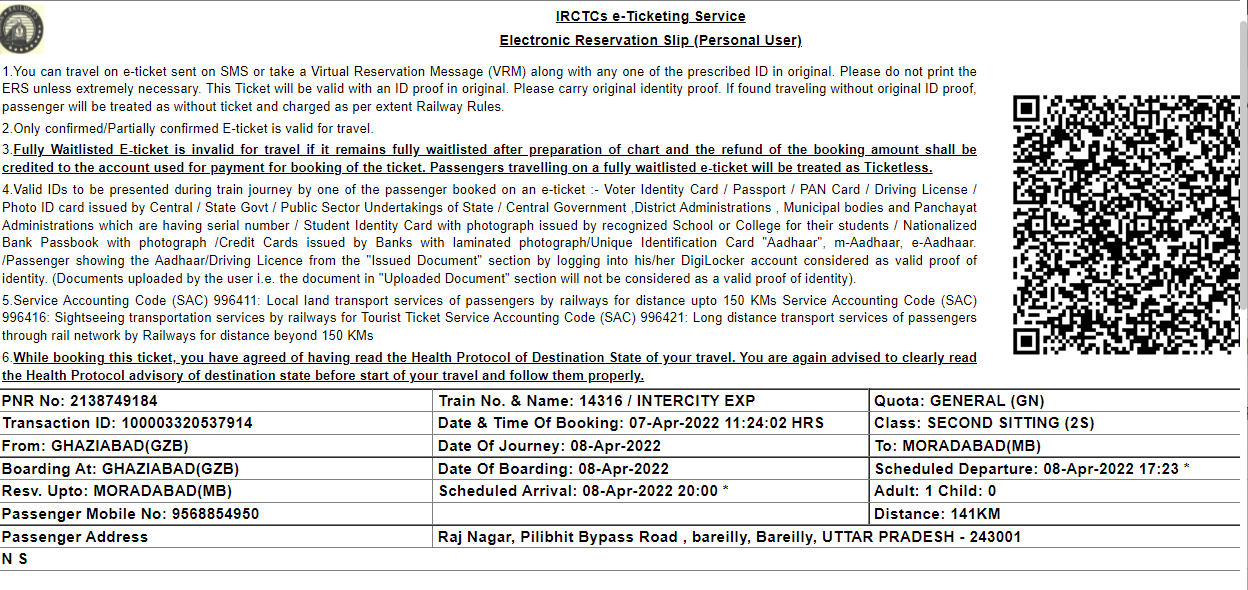 IRCTCs e-Ticketing Service
Electronic Reservation Slip (Personal User)
1.You can travel on e-ticket sent on SMS or take a Virtual Reservation Message (VRM) along with any one of the prescribed ID in original. Please do not print the
ERS unless extremely necessary. This Ticket will be valid with an ID proof in original. Please carry original identity proof. If found traveling without original ID proof,
passenger will be treated as without ticket and charged as per extent Railway Rules.
2.Only confirmed/Partially confirmed E-ticket is valid for travel.
3.Fully Waitlisted E-ticket is invalid for travel if it remains fully waitlisted after preparation of chart and the refund of the booking amount shall be
credited to the account used for payment for booking of the ticket. Passengers travelling on a fully waitlisted e-ticket will be treated as Ticketless.
4.Valid IDs to be presented during train journey by one of the passenger booked on an e-ticket :- Voter Identity Card / Passport / PAN Card / Driving License /
Photo ID card issued by Central / State Govt / Public Sector Undertakings of State / Central Government ,District Administrations , Municipal bodies and Panchayat
Administrations which are having serial number / Student Identity Card with photograph issued by recognized School or College for their students / Nationalized
Bank Passbook with photograph /Credit Cards issued by Banks with laminated photograph/Unique Identification Card "Aadhaar", m-Aadhaar, e-Aadhaar.
/Passenger showing the Aadhaar/Driving Licence from the "Issued Document" section by logging into his/her DigiLocker account considered as valid proof of
identity. (Documents uploaded by the user i.e. the document in "Uploaded Document" section will not be considered as a valid proof of identity).
5.Service Accounting Code (SAC) 996411: Local land transport services of passengers by railways for distance upto 150 KMs Service Accounting Code (SAC)
996416: Sightseeing transportation services by railways for Tourist Ticket Service Accounting Code (SAC) 996421: Long distance transport services of passengers
through rail network by Railways for distance beyond 150 KMs
6.While booking this ticket, you have agreed of having read the Health Protocol of Destination State of your travel. You are again advised to clearly read
the Health Protocol advisory of destination state before start of your travel and follow them properly.
PNR No: 2138749184 Train No. & Name: 14316 / INTERCITY EXP Quota: GENERAL (GN)
Transaction ID: 100003320537914 Date & Time Of Booking: 07-Apr-2022 11:24:02 HRS Class: SECOND SITTING (2S)
From: GHAZIABAD(GZB) Date Of Journey: 08-Apr-2022 To: MORADABAD(MB)
Boarding At: GHAZIABAD(GZB) Date Of Boarding: 08-Apr-2022 Scheduled Departure: 08-Apr-2022 17:23 *
Resv. Upto: MORADABAD(MB) Scheduled Arrival: 08-Apr-2022 20:00 * Adult: 1 Child: 0
Passenger Mobile No: 9568854950 Distance: 141KM
Passenger Address Raj Nagar, Pilibhit Bypass Road , bareilly, Bareilly, UTTAR PRADESH - 243001
N S